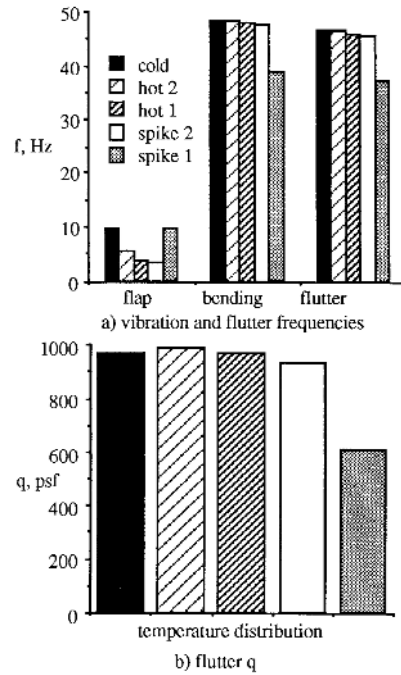 50
40
30
20
10
0
f, Hz
cold
hot 2
hot 1
spike 2
spike 1
flap bending flutter
a) vibration and flutter frequencies
1000
800
600
400
200
0
q, psf
temperature distribution
b) flutter q